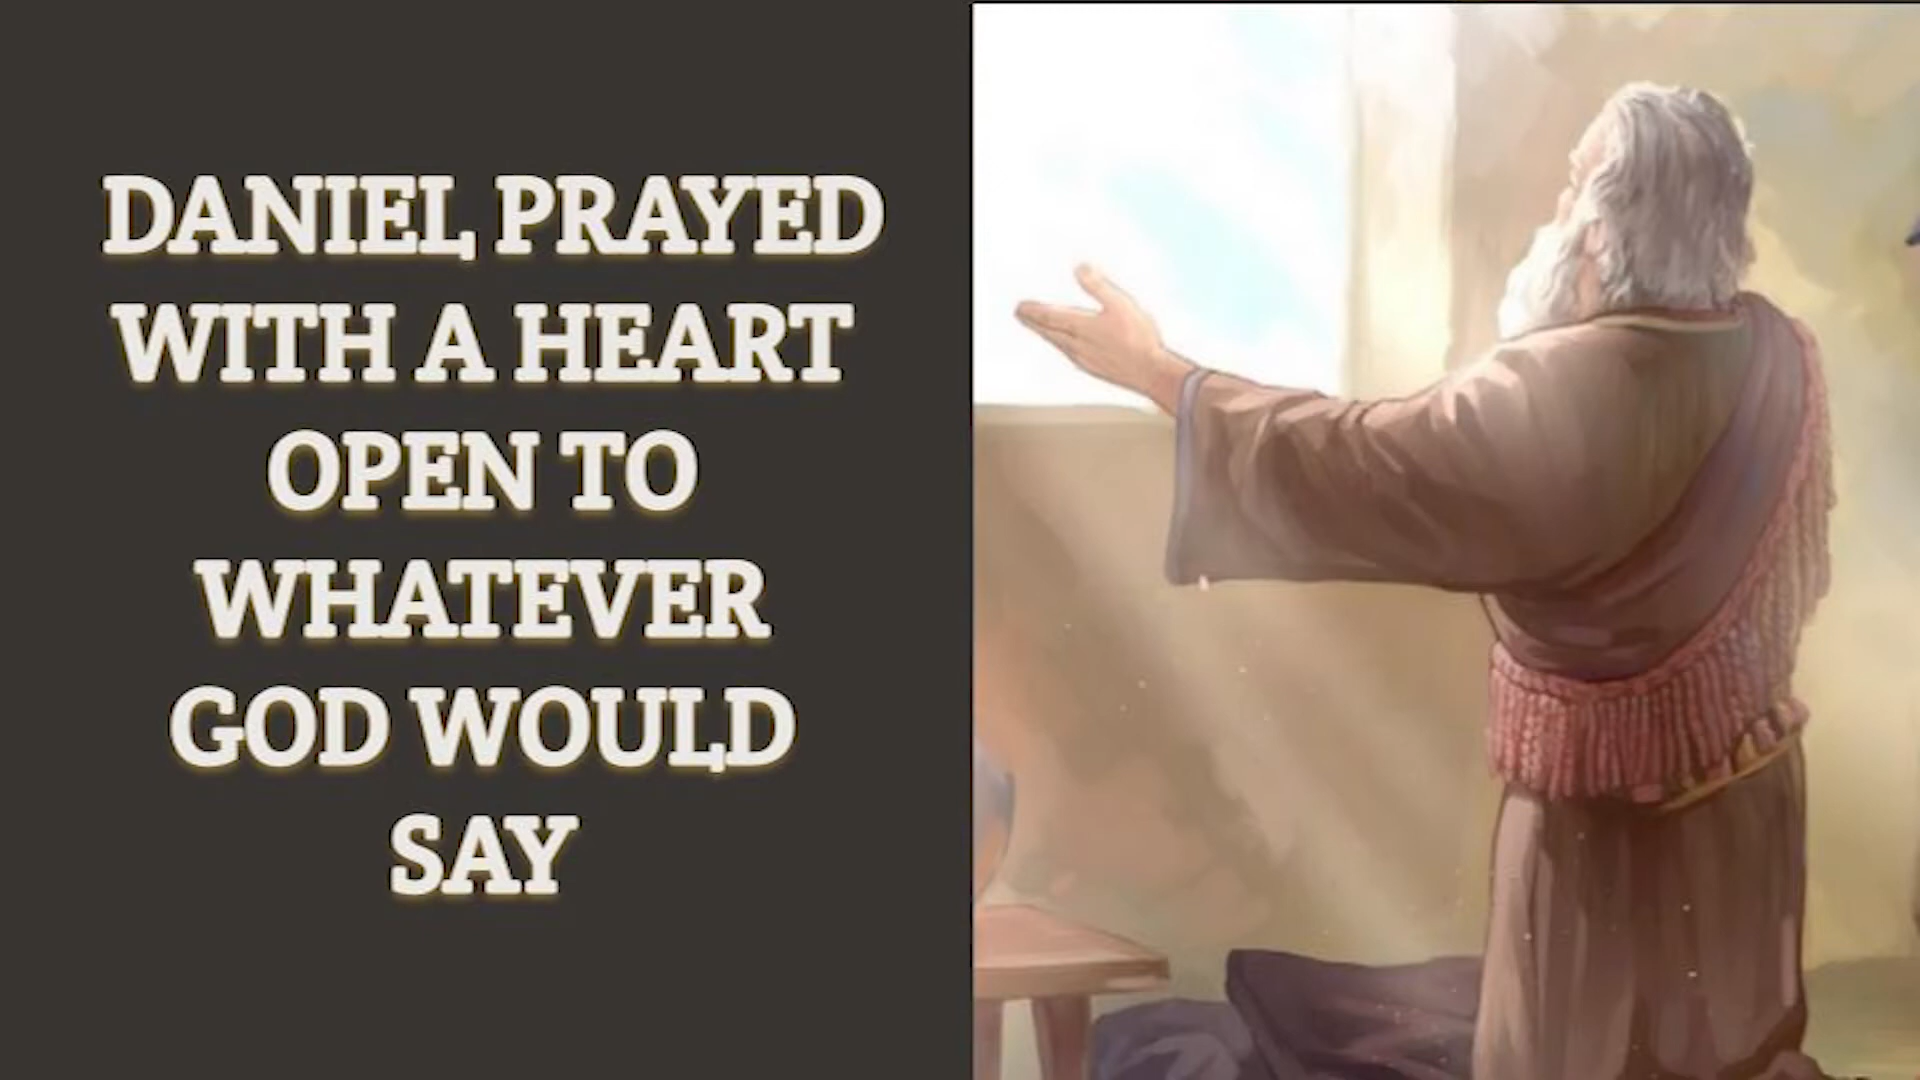 DANIEL PRAYED
WITH A HEART
OPEN TO
WHATEVER
GOD WOULD
SAY